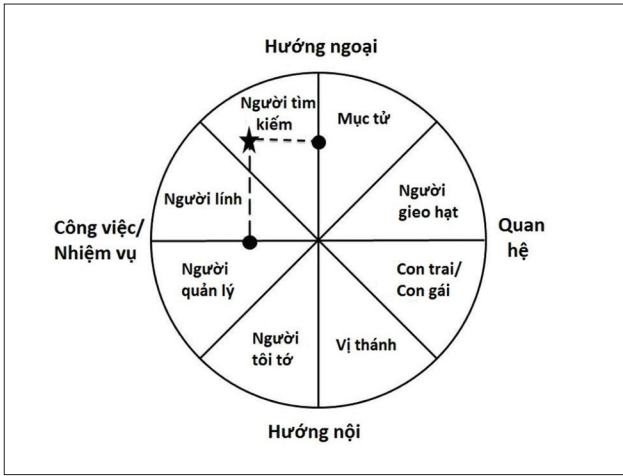 Hướng ngoại
Người tìm
kiếm
Mục tử
Người lính
Người
gieo hạt
Công việc/
Nhiệm vụ
Quan
hệ
Người
quản lý
Con trai/
Con gái
Người
tôi tớ
Vị thánh
Hướng nội